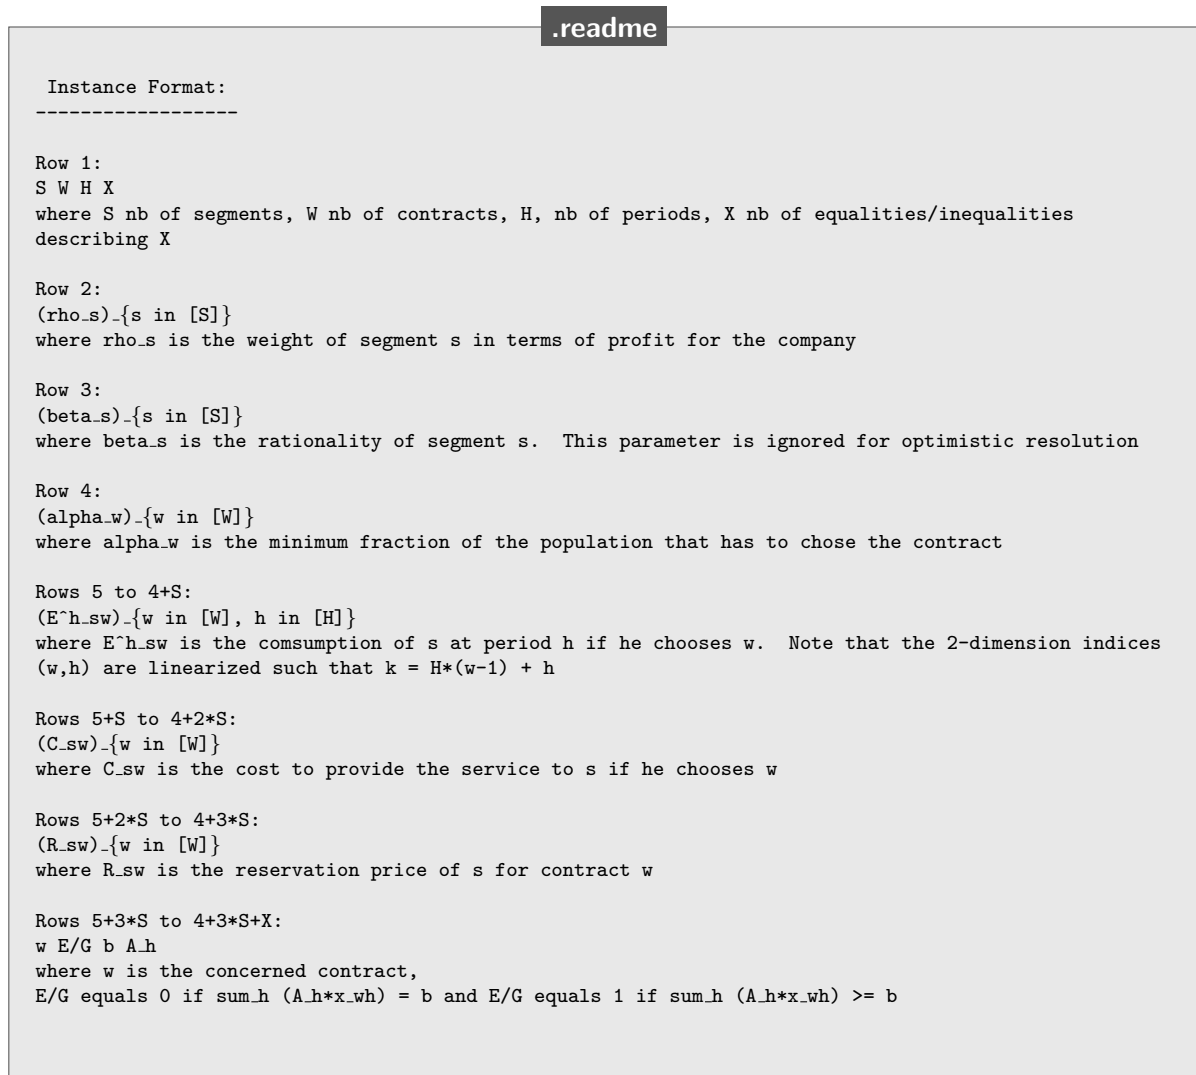 .readme
Instance Format:
------------------
Row 1:
S W H X
where S nb of segments, W nb of contracts, H, nb of periods, X nb of equalities/inequalities
describing X
Row 2:
(rho_s)_{s in [S]}
where rho_s is the weight of segment s in terms of profit for the company
Row 3:
(beta_s)_{s in [S]}
where beta_s is the rationality of segment s. This parameter is ignored for optimistic resolution
Row 4:
(alpha_w)_{w in [W]}
where alpha_w is the minimum fraction of the population that has to chose the contract
Rows 5 to 4+S:
(E^h_sw)_{w in [W], h in [H]}
where E^h_sw is the comsumption of s at period h if he chooses w. Note that the 2-dimension indices
(w,h) are linearized such that k = H*(w-1) + h
Rows 5+S to 4+2*S:
(C_sw)_{w in [W]}
where C_sw is the cost to provide the service to s if he chooses w
Rows 5+2*S to 4+3*S:
(R_sw)_{w in [W]}
where R_sw is the reservation price of s for contract w
Rows 5+3*S to 4+3*S+X:
w E/G b A_h
where w is the concerned contract,
E/G equals 0 if sum_h (A_h*x_wh) = b and E/G equals 1 if sum_h (A_h*x_wh) >= b